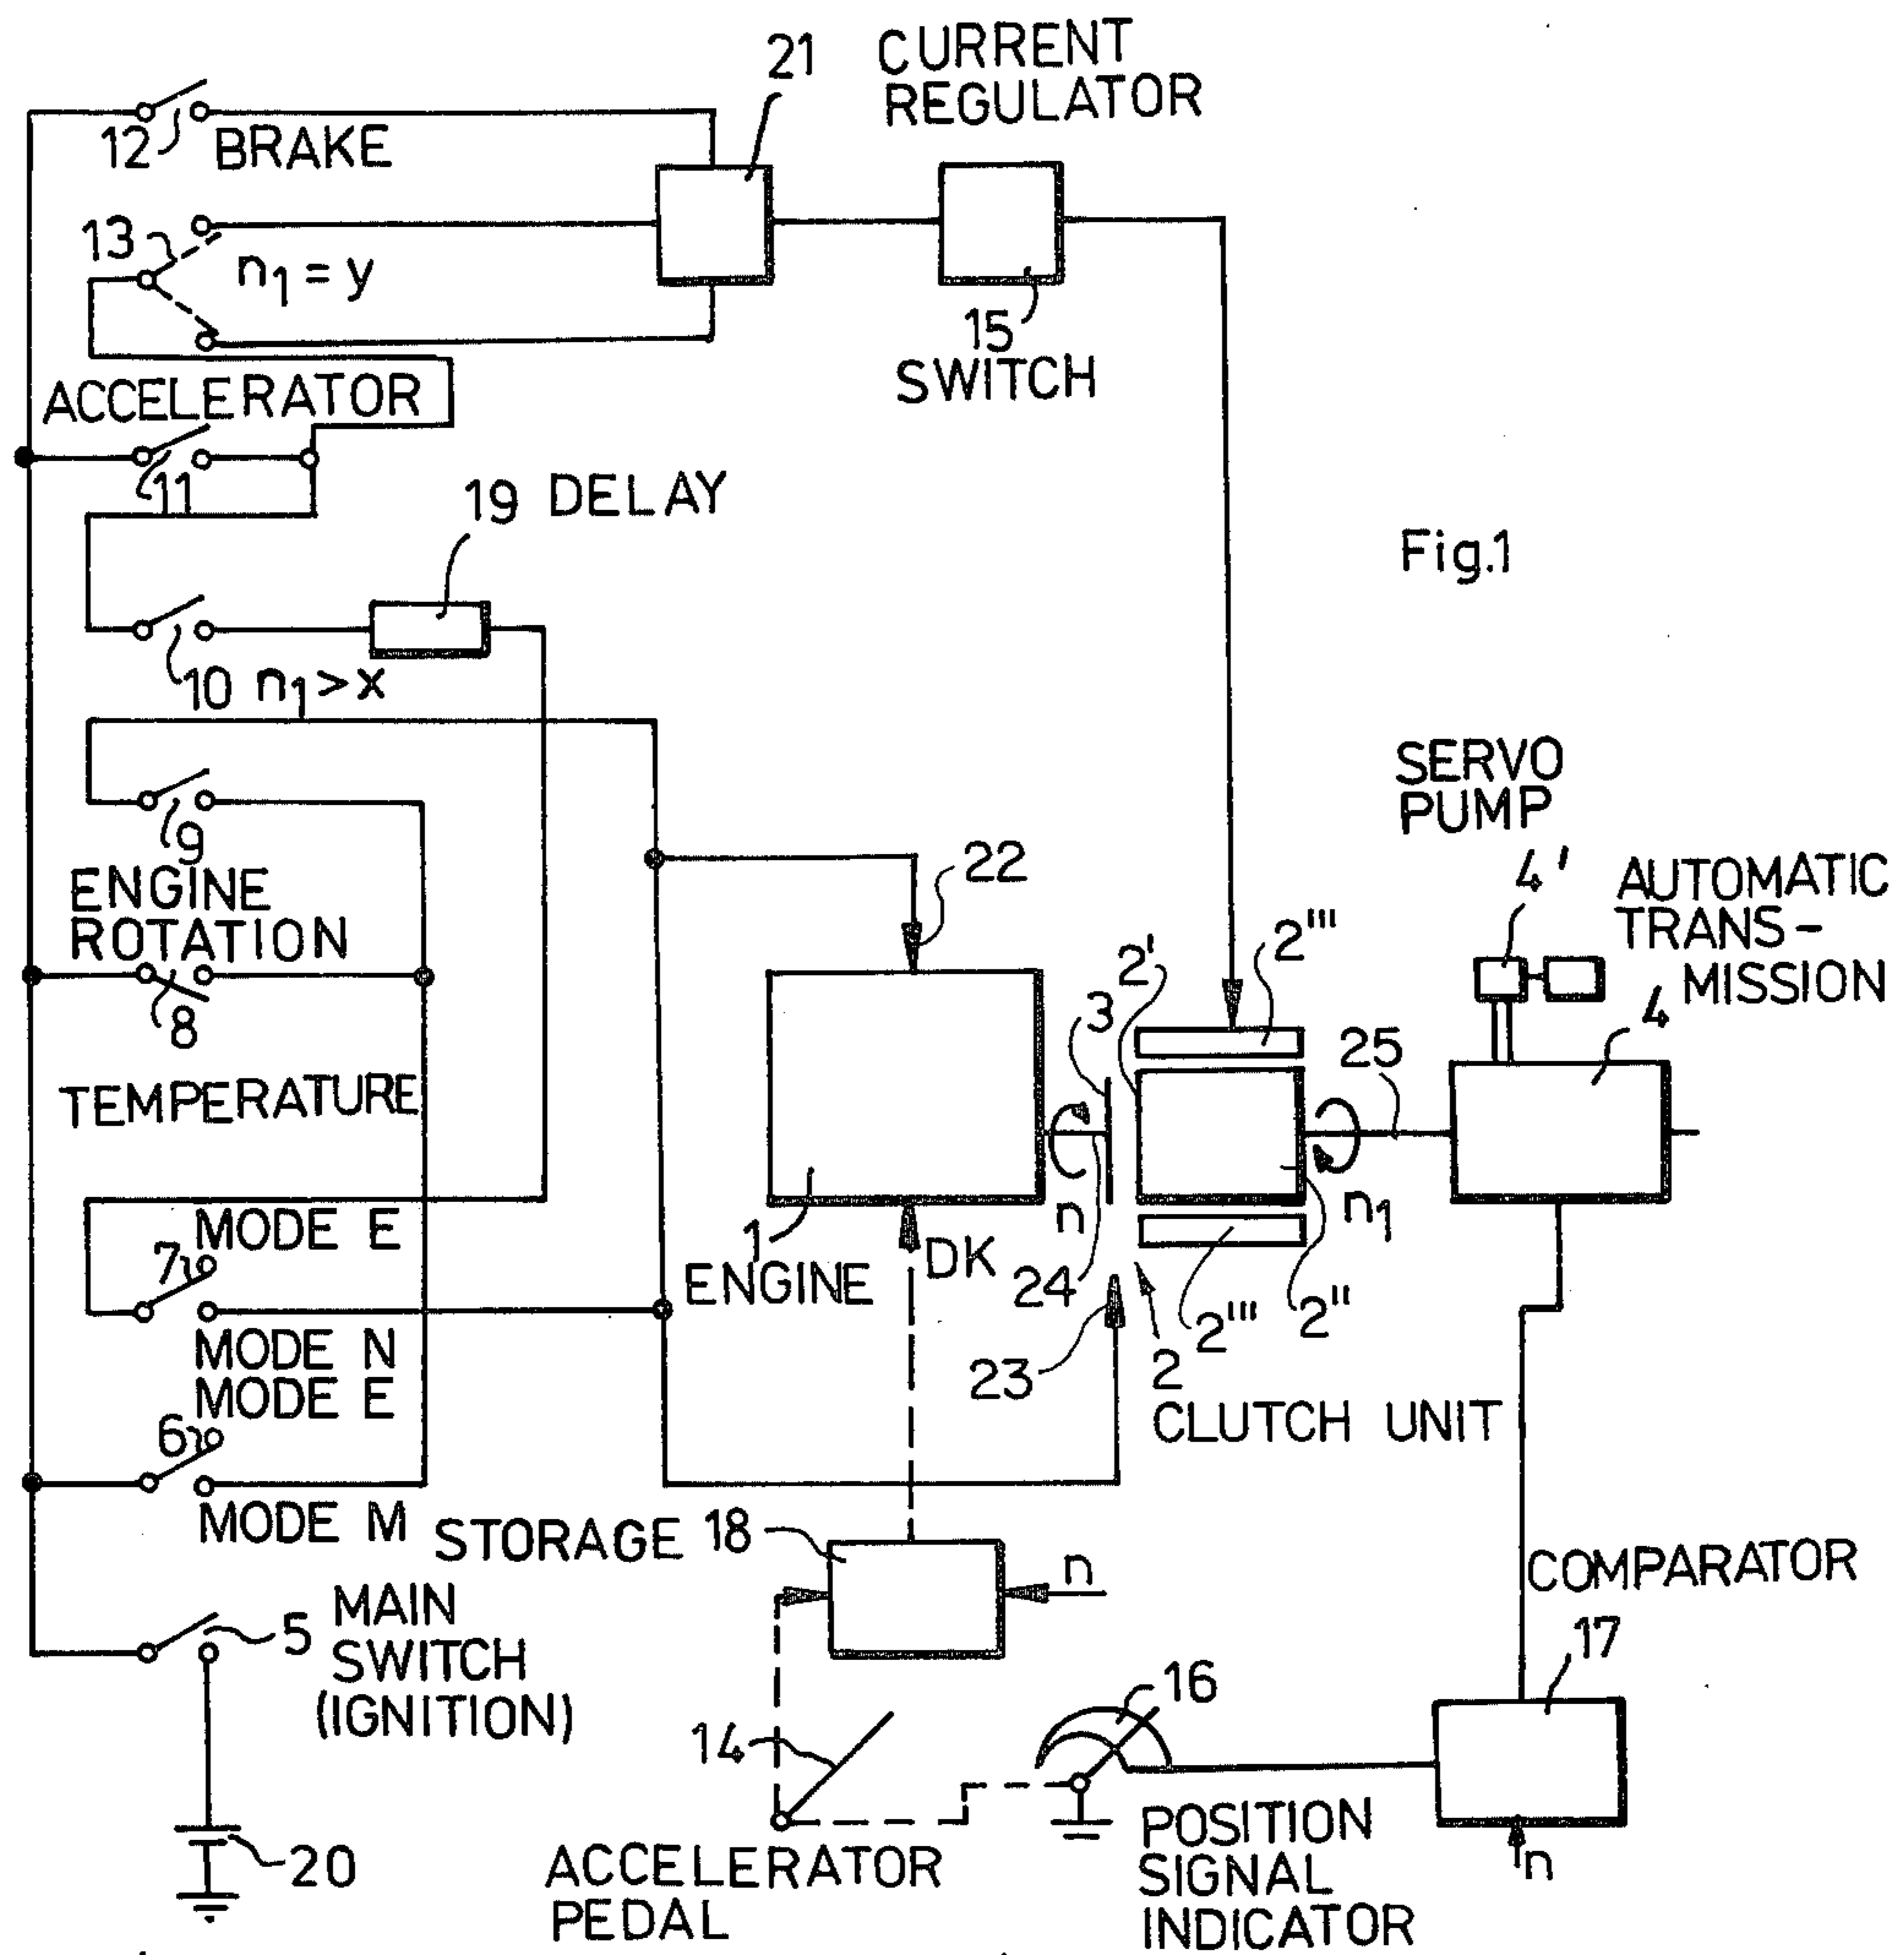 21 CURRENT
REGULATOR
12 BRAKE
13
n1 = y
15
SWITCH
ACCELERATOR
11
19 DELAY
Fig.1
10 n1 > x
SERVO
PUMP
9
22
4'
AUTOMATIC
TRANS-
MISSION
ENGINE
ROTATION
2'''
2'
8
3
25
4
TEMPERATURE
n
n1
MODE E
7
1
ENGINE
DK
24
2'''
2''
MODE N
MODE E
23
2
CLUTCH UNIT
6
MODE M
STORAGE 18
n
COMPARATOR
MAIN
5 SWITCH
(IGNITION)
17
16
14
20
n
ACCELERATOR
PEDAL
POSITION
SIGNAL
INDICATOR